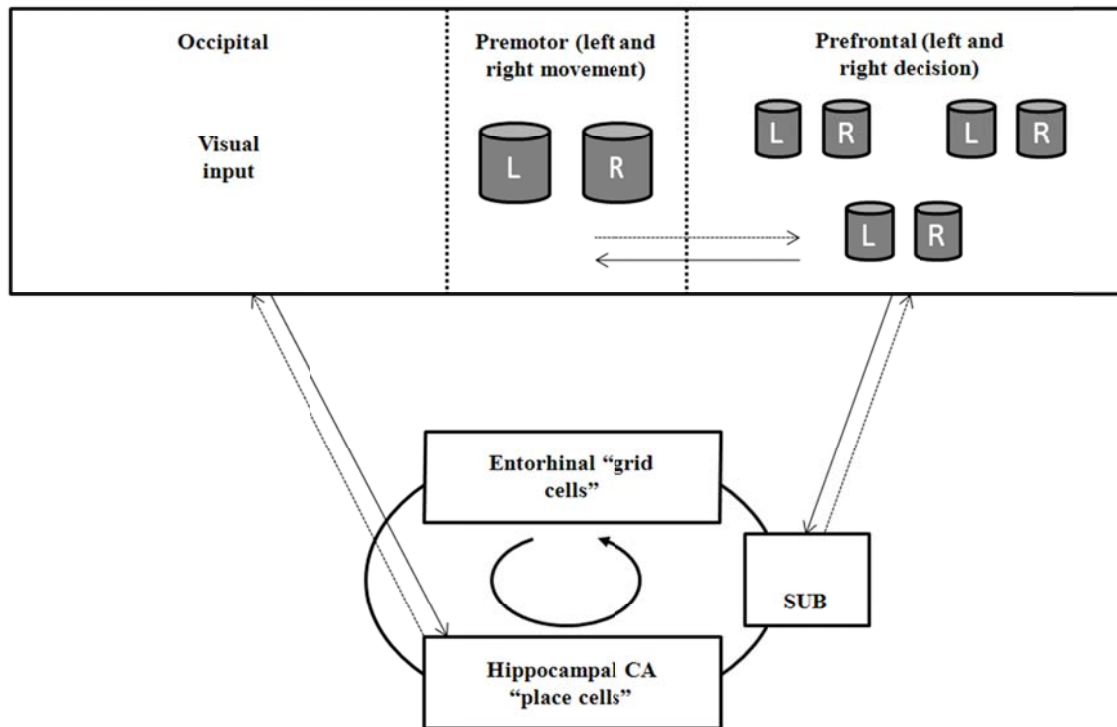 Occipital
Visual
input
Premotor (left and
right movement)
L R
Prefrontal (left and
right decision)
L R L R
L R
Entorhinal “grid
cells”
SUB
Hippocampal CA
“place cells”